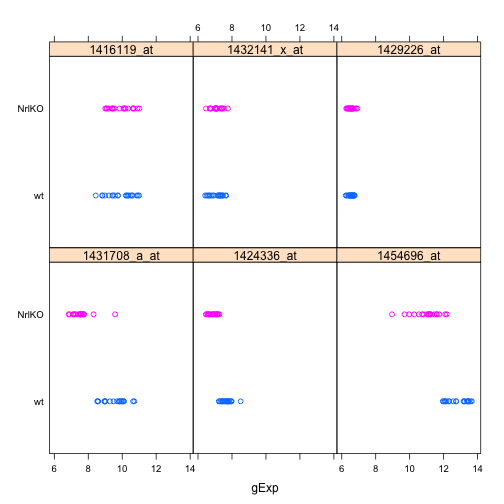 6 8 10 12 14
1416119_at 1432141_x_at 1429226_at
NrlKO
wt
1431708_a_at 1424336_at 1454696_at
NrlKO
wt
6 8 10 12 14 6 8 10 12 14
gExp